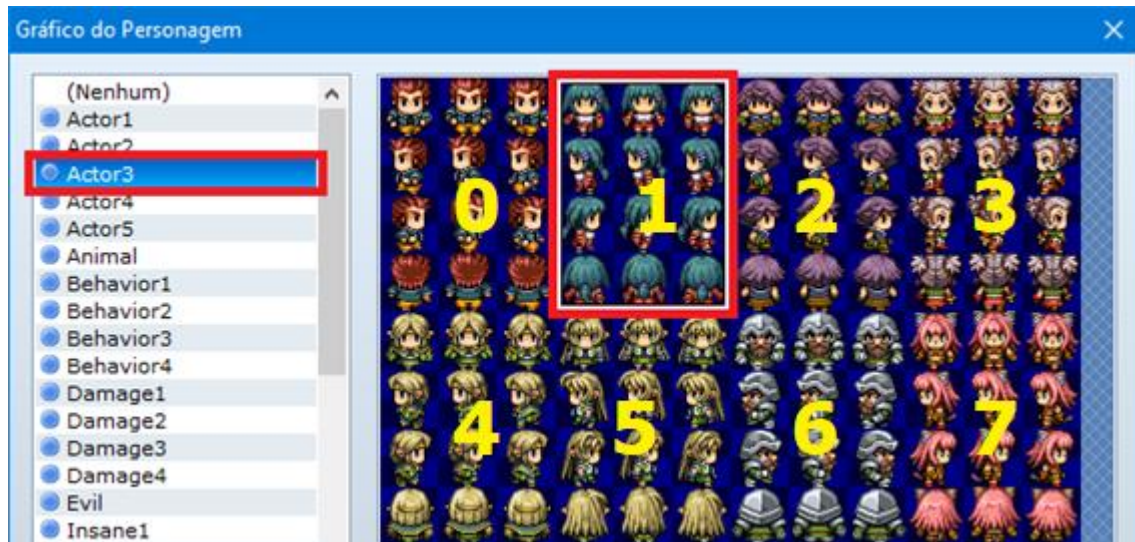 Gráfico do Personagem
(Nenhum)
Actor1
Actor2
Actor3
Actor4
Actor5
Animal
Behavior1
Behavior2
Behavior3
Behavior4
Damage1
Damage2
Damage3
Damage4
Evil
Insane1
0 1 2 3
4 5 6 7